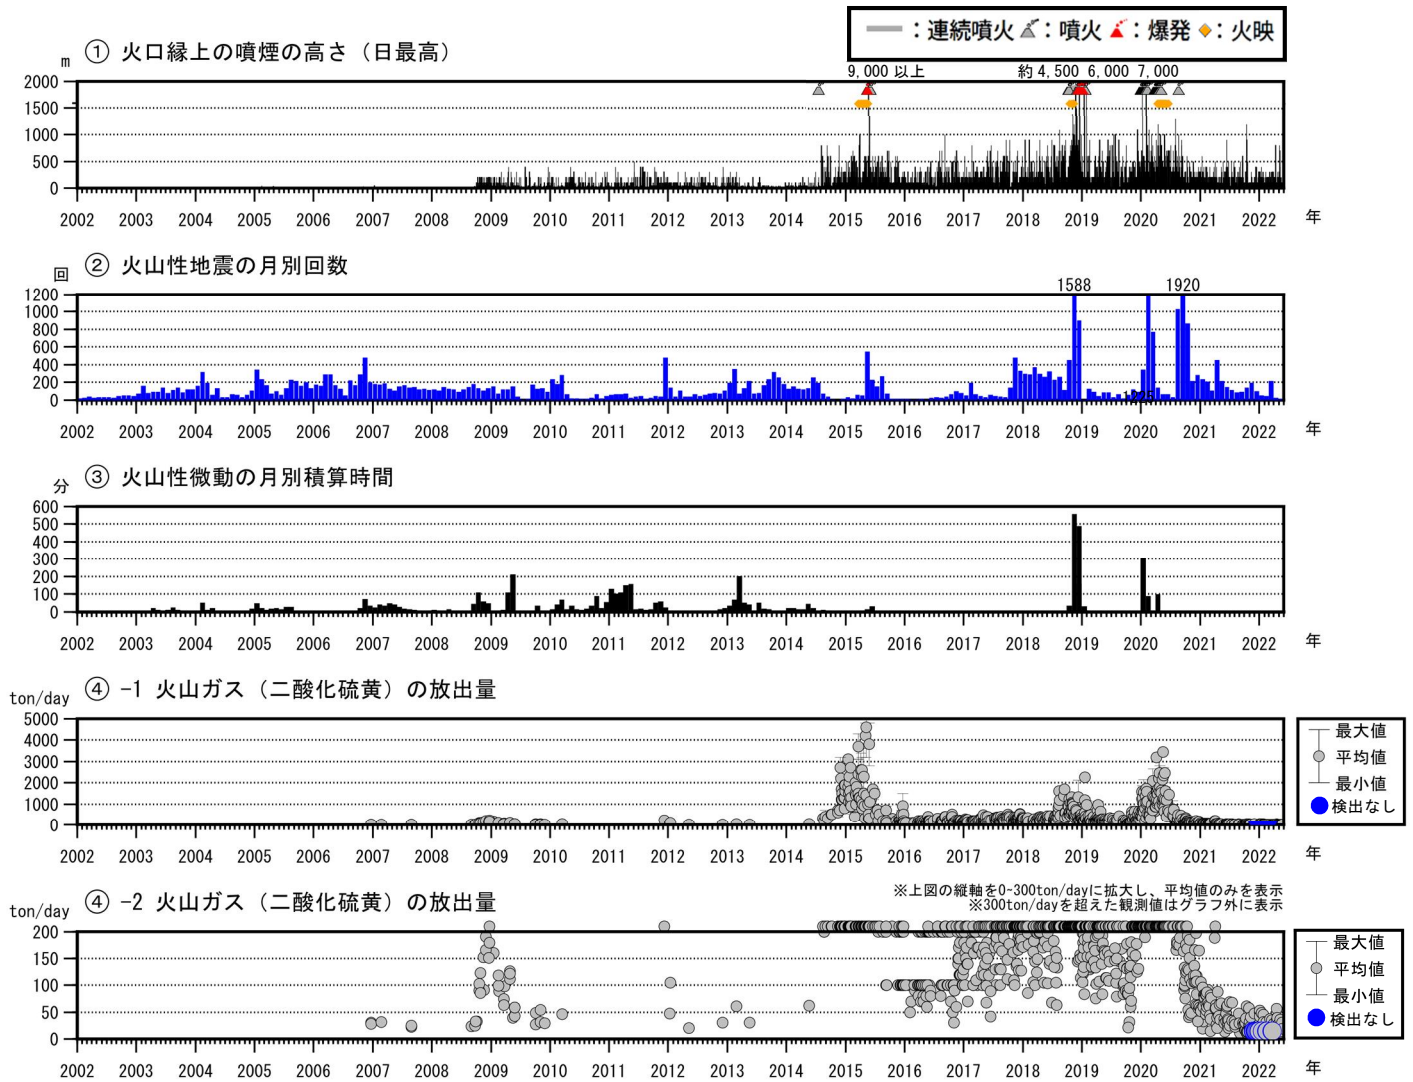 ：連続噴火 ：噴火 ：爆発 ：火映
① 火口縁上の噴煙の高さ（日最高）
m
9,000 以上 約 4,500 6,000 7,000
2000
1500
1000
500
0
2002 2003 2004 2005 2006 2007 2008 2009 2010 2011 2012 2013 2014 2015 2016 2017 2018 2019 2020 2021 2022 年
② 火山性地震の月別回数
回
1588 1920
1200
1000
800
600
400
200
0
1225
2002 2003 2004 2005 2006 2007 2008 2009 2010 2011 2012 2013 2014 2015 2016 2017 2018 2019 2020 2021 2022 年
③ 火山性微動の月別積算時間
分
600
500
400
300
200
100
0
2002 2003 2004 2005 2006 2007 2008 2009 2010 2011 2012 2013 2014 2015 2016 2017 2018 2019 2020 2021 2022 年
④ -1 火山ガス（二酸化硫黄）の放出量
ton/day
5000
4000
3000
2000
1000
0
最大値
平均値
最小値
検出なし
2002 2003 2004 2005 2006 2007 2008 2009 2010 2011 2012 2013 2014 2015 2016 2017 2018 2019 2020 2021 2022 年
④ -2 火山ガス（二酸化硫黄）の放出量
※上図の縦軸を0~300ton/dayに拡大し、平均値のみを表示
※300ton/dayを超えた観測値はグラフ外に表示
ton/day
200
150
100
50
0
最大値
平均値
最小値
検出なし
2002 2003 2004 2005 2006 2007 2008 2009 2010 2011 2012 2013 2014 2015 2016 2017 2018 2019 2020 2021 2022 年